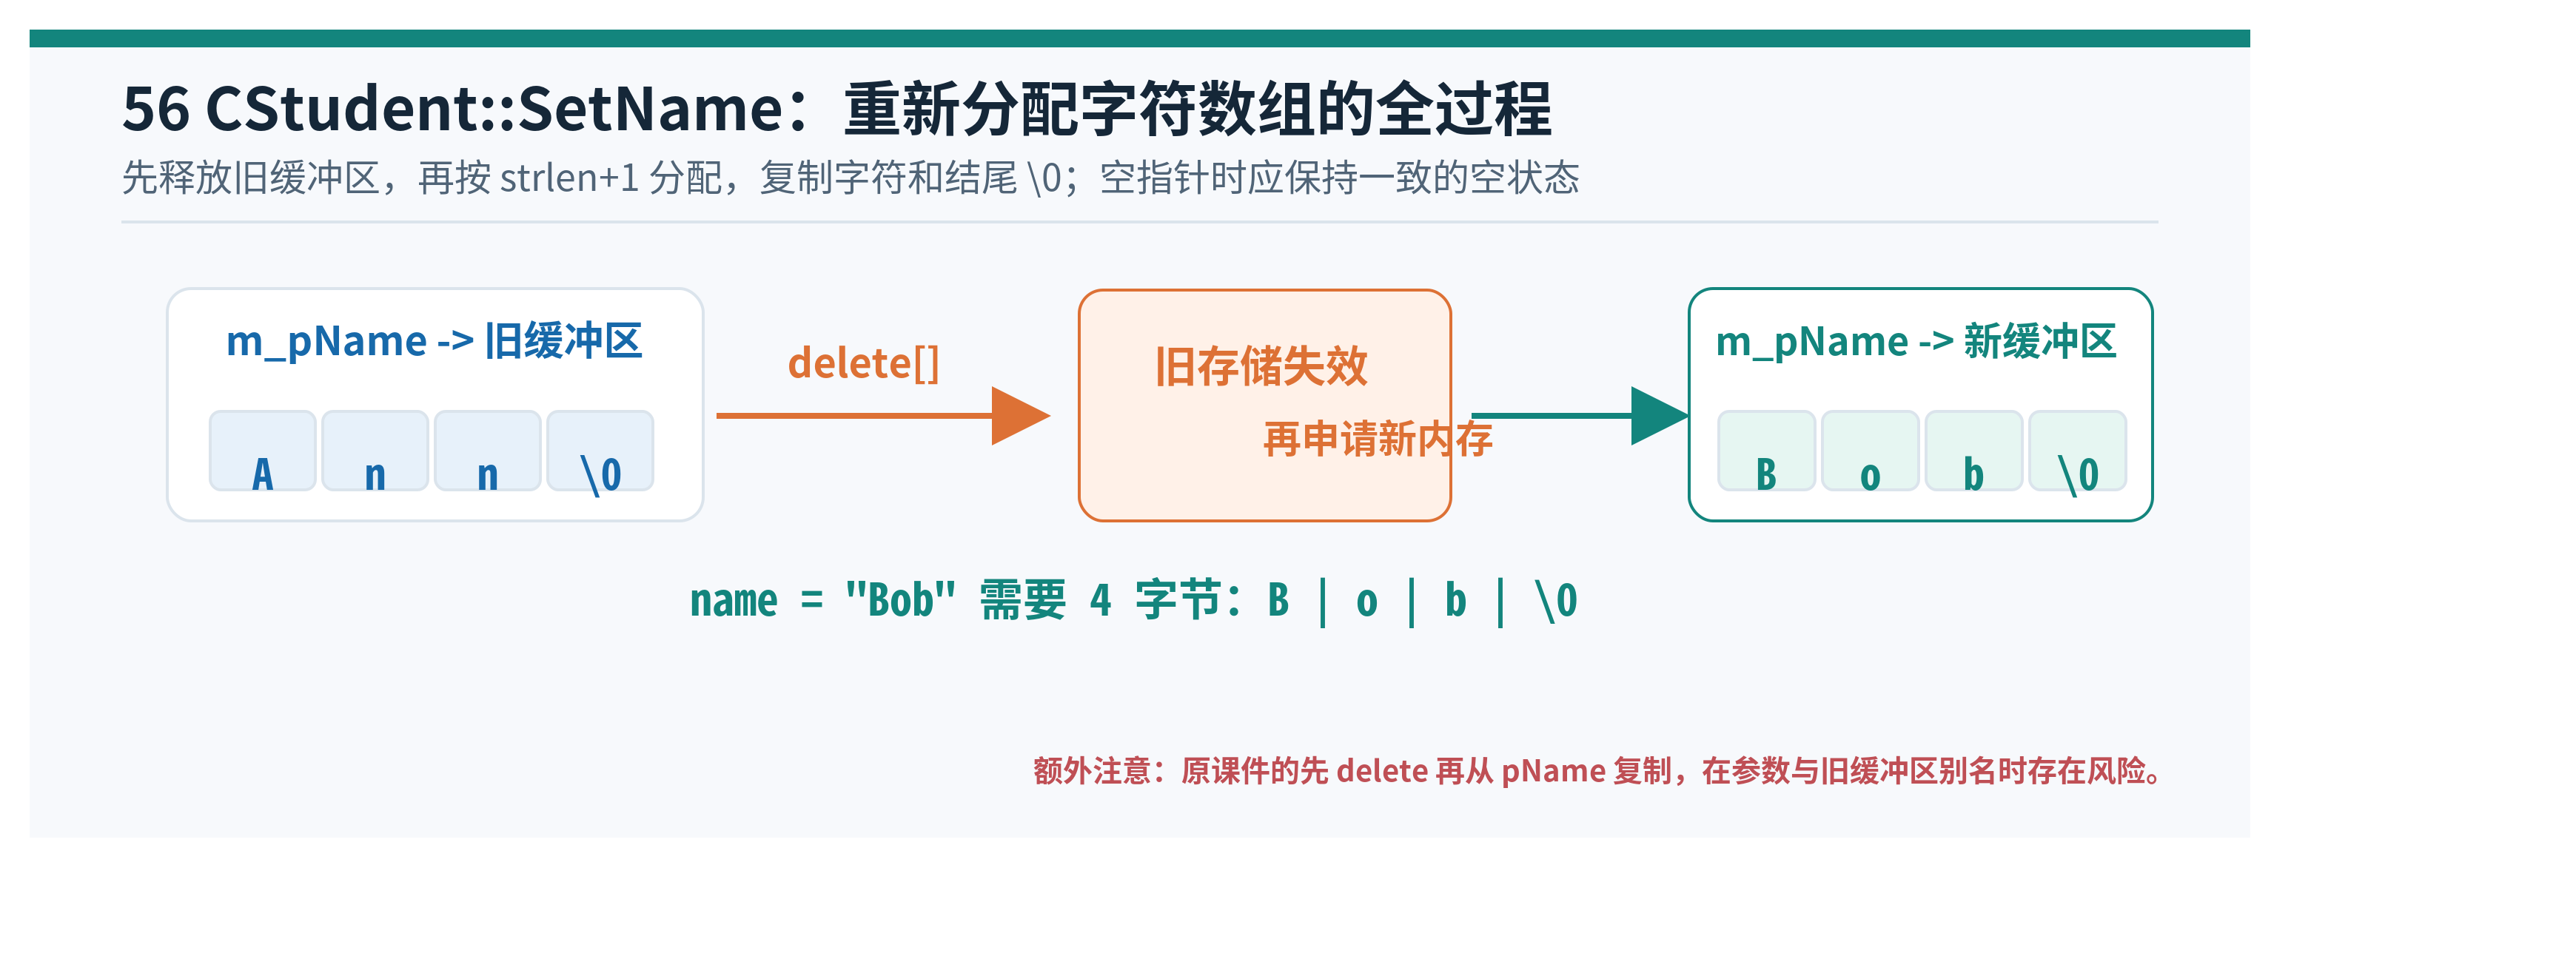 56 CStudent::SetName：重新分配字符数组的全过程
先释放旧缓冲区，再按 strlen+1 分配，复制字符和结尾 \0；空指针时应保持一致的空状态
m_pName -> 旧缓冲区
A n n \0
delete[]
旧存储失效
再申请新内存
m_pName -> 新缓冲区
B o b \0
name = "Bob" 需要 4 字节：B | o | b | \0
额外注意：原课件的先 delete 再从 pName 复制，在参数与旧缓冲区别名时存在风险。